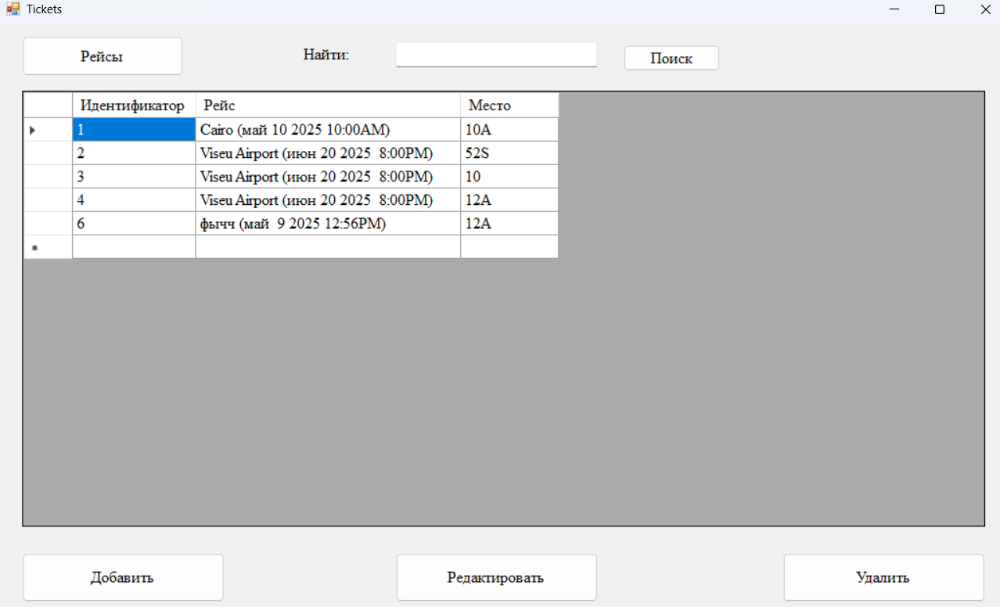 Tickets
Рейсы Найти: Поиск
Идентификатор Рейс Место
1 Cairo (май 10 2025 10:00AM) 10A
2 Viseu Airport (июн 20 2025  8:00PM) 52S
3 Viseu Airport (июн 20 2025  8:00PM) 10
4 Viseu Airport (июн 20 2025  8:00PM) 12A
6 фычч (май  9 2025 12:56PM) 12A
Добавить Редактировать Удалить